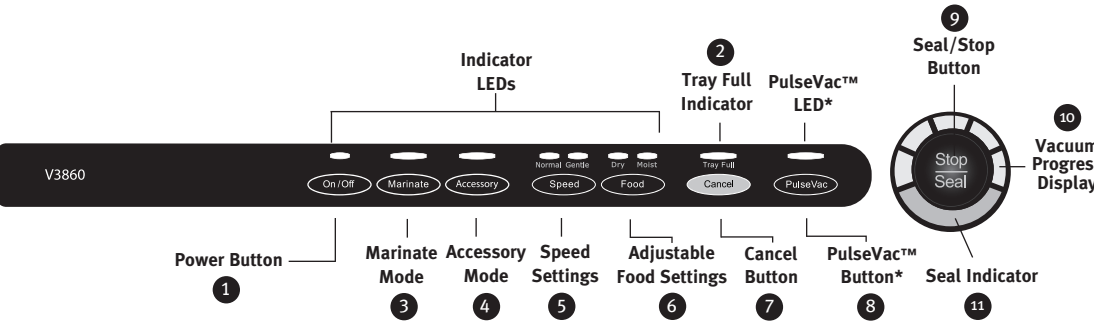 9
Seal/Stop
Button
2
Indicator
LEDs
Tray Full
Indicator
PulseVac™
LED*
10
Vacuum
Progress
Display
V3860
Normal Gentle
Dry Moist
Tray Full
On/Off
Marinate
Accessory
Speed
Food
Cancel
PulseVac
Stop
Seal
Power Button
1
Marinate
Mode
3
Accessory
Mode
4
Speed
Settings
5
Adjustable
Food Settings
6
Cancel
Button
7
PulseVac™
Button*
8
Seal Indicator
11